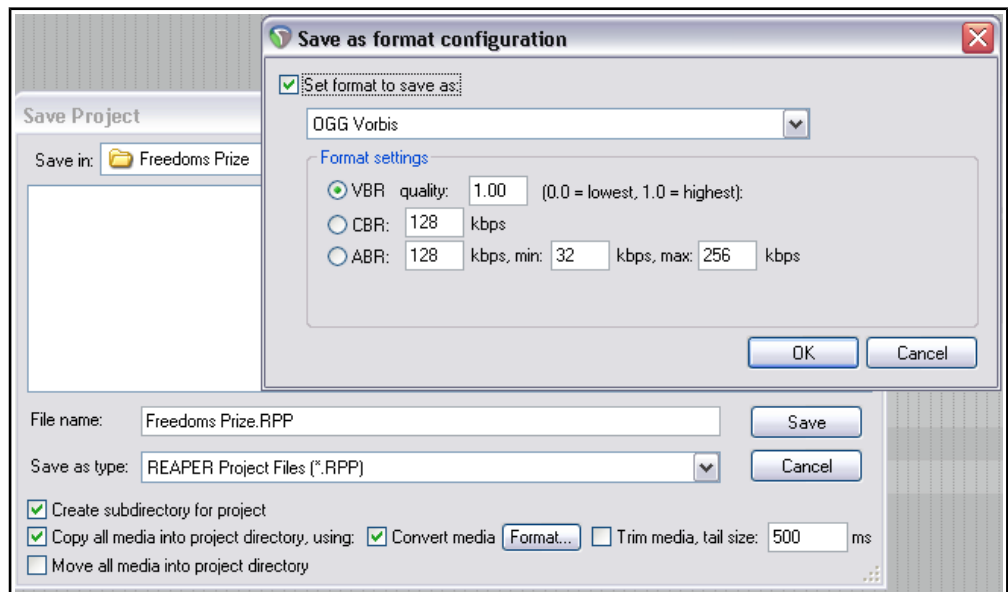 Save as format configuration
Set format to save as:
OGG Vorbis
Format settings
VBR quality: 1.00 (0.0 = lowest, 1.0 = highest):
CBR: 128 kbps
ABR: 128 kbps, min: 32 kbps, max: 256 kbps
OK Cancel
Save Project
Save in: Freedoms Prize
File name: Freedoms Prize.RPP Save
Save as type: REAPER Project Files (*.RPP) Cancel
Create subdirectory for project
Copy all media into project directory, using: Convert media Format... Trim media, tail size: 500 ms
Move all media into project directory